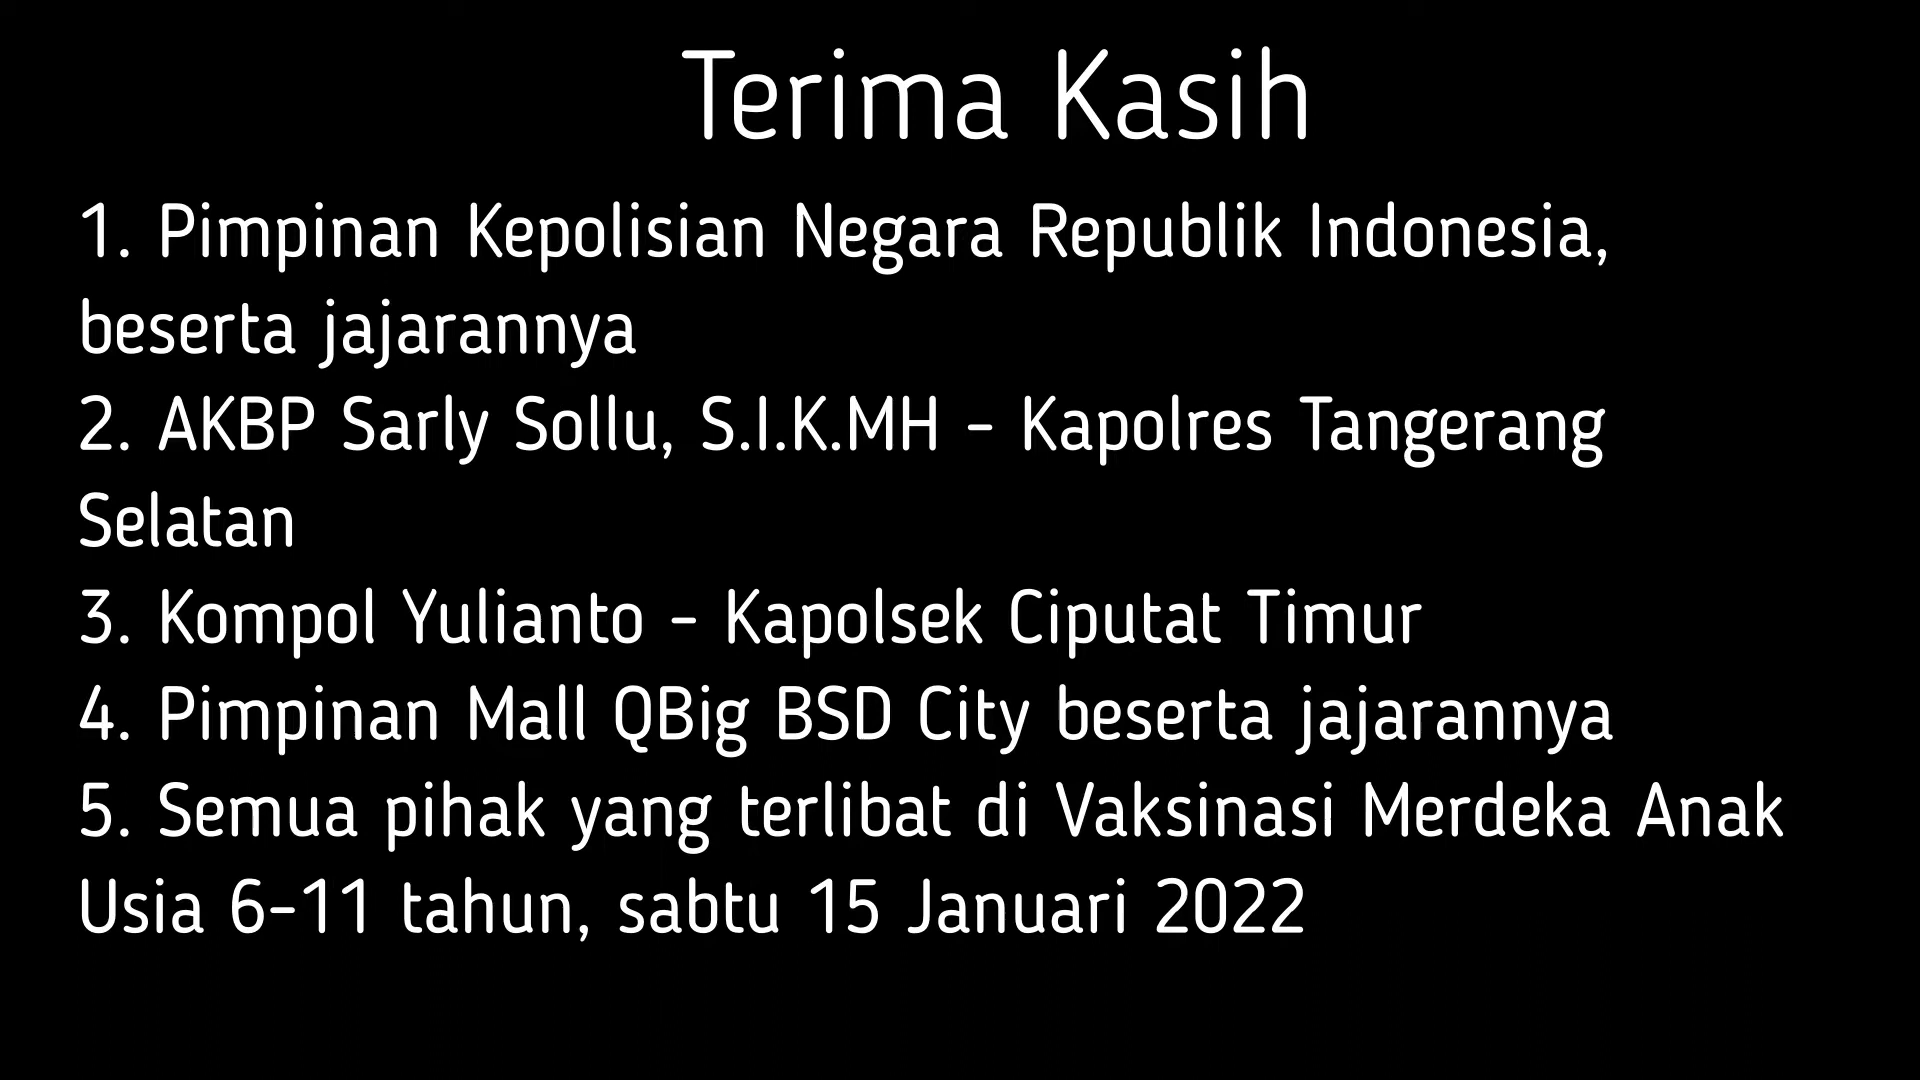 Terima Kasih
1. Pimpinan Kepolisian Negara Republik Indonesia,
beserta jajarannya
2. AKBP Sarly Sollu, S.I.K.MH - Kapolres Tangerang
Selatan
3. Kompol Yulianto - Kapolsek Ciputat Timur
4. Pimpinan Mall QBig BSD City beserta jajarannya
5. Semua pihak yang terlibat di Vaksinasi Merdeka Anak
Usia 6-11 tahun, sabtu 15 Januari 2022